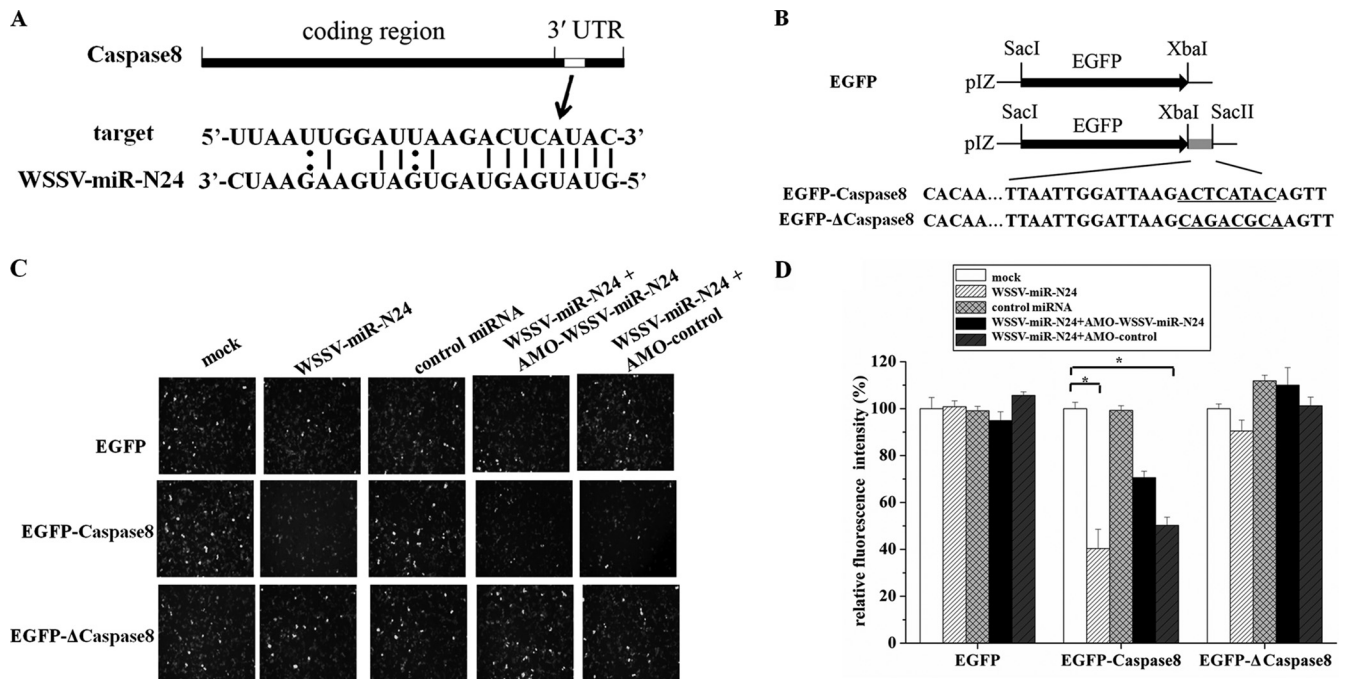 A
coding region
3′ UTR
Caspase8
target
5’-UUAAUUGGAUUAAGACUCAUAC-3’
WSSV-miR-N24
3’-CUAAGAAGUAGUGAUGAGUAUG-5’
B
SacI
XbaI
EGFP
EGFP
pIZ
SacI
XbaI
SacII
EGFP
pIZ
EGFP-Caspase8
CACAA...TTAATTGGATTAAGACTCATACAGTT
EGFP-ΔCaspase8
CACAA...TTAATTGGATTAAGCAGACGCAAGTT
C
mock
WSSV-miR-N24
control miRNA
WSSV-miR-N24 +
AMO-WSSV-miR-N24
WSSV-miR-N24 +
AMO-control
EGFP
EGFP-Caspase8
EGFP-ΔCaspase8
D
mock
WSSV-miR-N24
control miRNA
WSSV-miR-N24+AMO-WSSV-miR-N24
WSSV-miR-N24+AMO-control
relative fluorescence intensity (%)
120
100
80
60
40
20
0
*
*
EGFP
EGFP-Caspase8
EGFP-ΔCaspase8